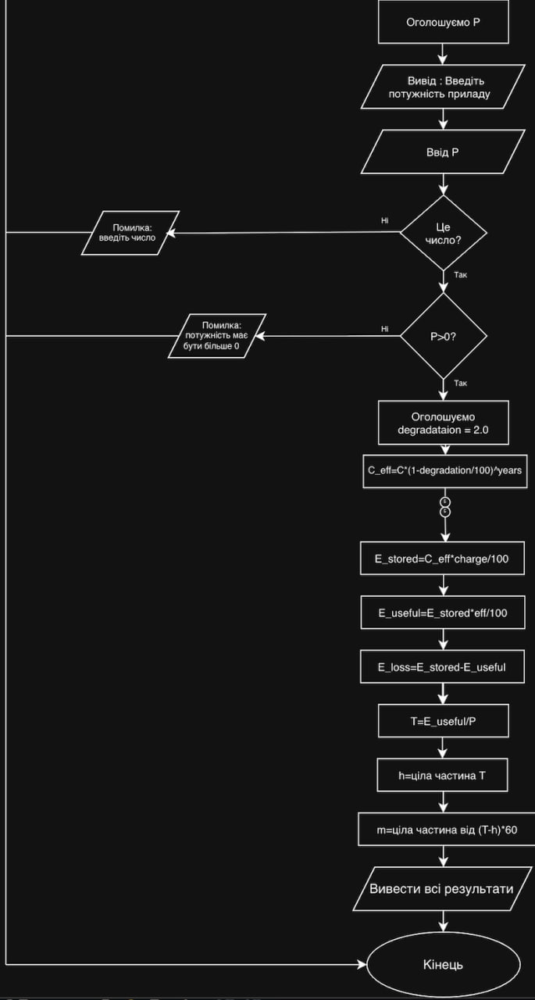 Оголошуємо P
Вивід : Введіть
потужність приладу
Ввід P
Ні
Це
число?
Помилка:
введіть число
Так
Ні
P>0?
Помилка:
потужність має
бути більше 0
Так
Оголошуємо
degradataion = 2.0
C_eff=C*(1-degradation/100)^years
E_stored=C_eff*charge/100
E_useful=E_stored*eff/100
E_loss=E_stored-E_useful
T=E_useful/P
h=ціла частина T
m=ціла частина від (T-h)*60
Вивести всі результати
Кінець